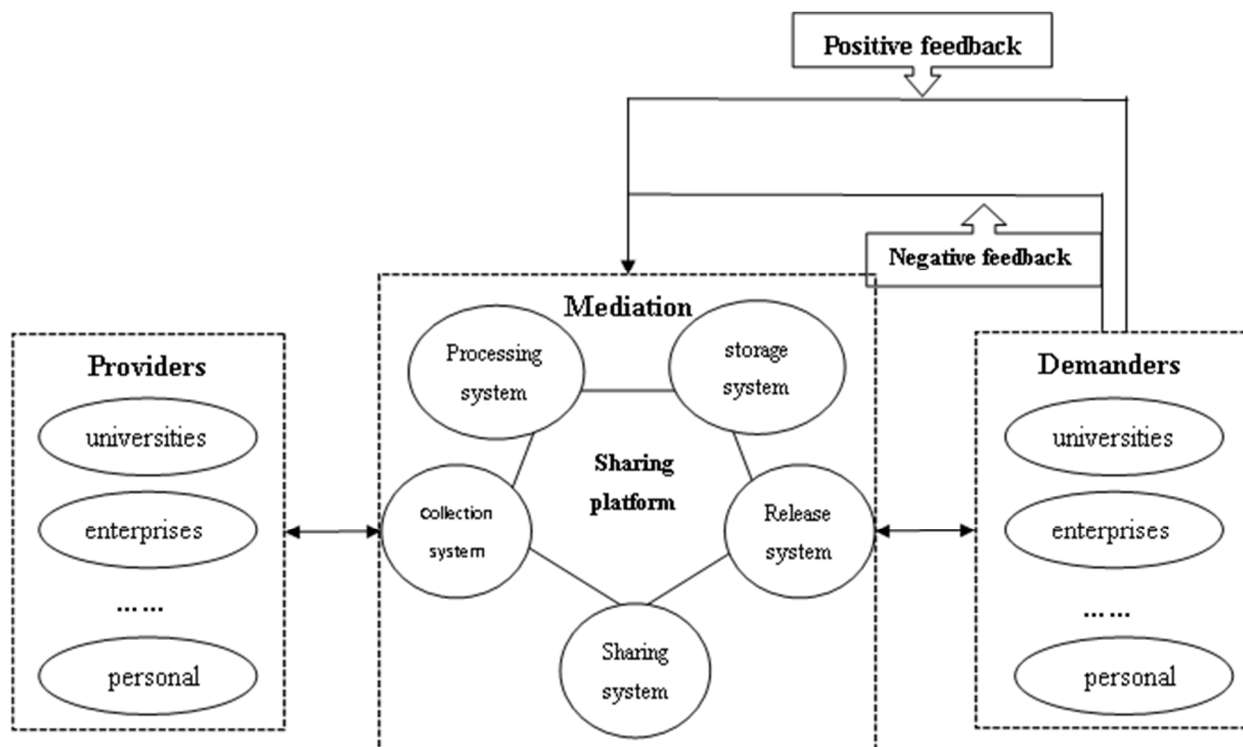 Positive feedback
Negative feedback
Providers
universities
enterprises
... ...
personal
Mediation
Processing
system
storage
system
Sharing
platform
collection
system
Release
system
Sharing
system
Demanders
universities
enterprises
... ...
personal